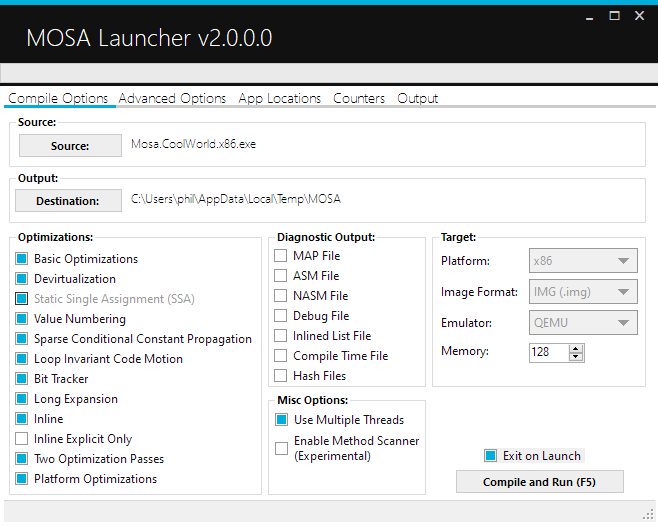 MOSA Launcher v2.0.0.0
Compile Options Advanced Options App Locations Counters Output
Source:
Source: Mosa.CoolWorld.x86.exe
Output:
Destination: C:\Users\phil\AppData\Local\Temp\MOSA
Optimizations:
Basic Optimizations
Devirtualization
Static Single Assignment (SSA)
Value Numbering
Sparse Conditional Constant Propagation
Loop Invariant Code Motion
Bit Tracker
Long Expansion
Inline
Inline Explicit Only
Two Optimization Passes
Platform Optimizations
Diagnostic Output:
MAP File
ASM File
NASM File
Debug File
Inlined List File
Compile Time File
Hash Files
Misc Options:
Use Multiple Threads
Enable Method Scanner
(Experimental)
Target:
Platform: x86
Image Format: IMG (.img)
Emulator: QEMU
Memory: 128
Exit on Launch
Compile and Run (F5)